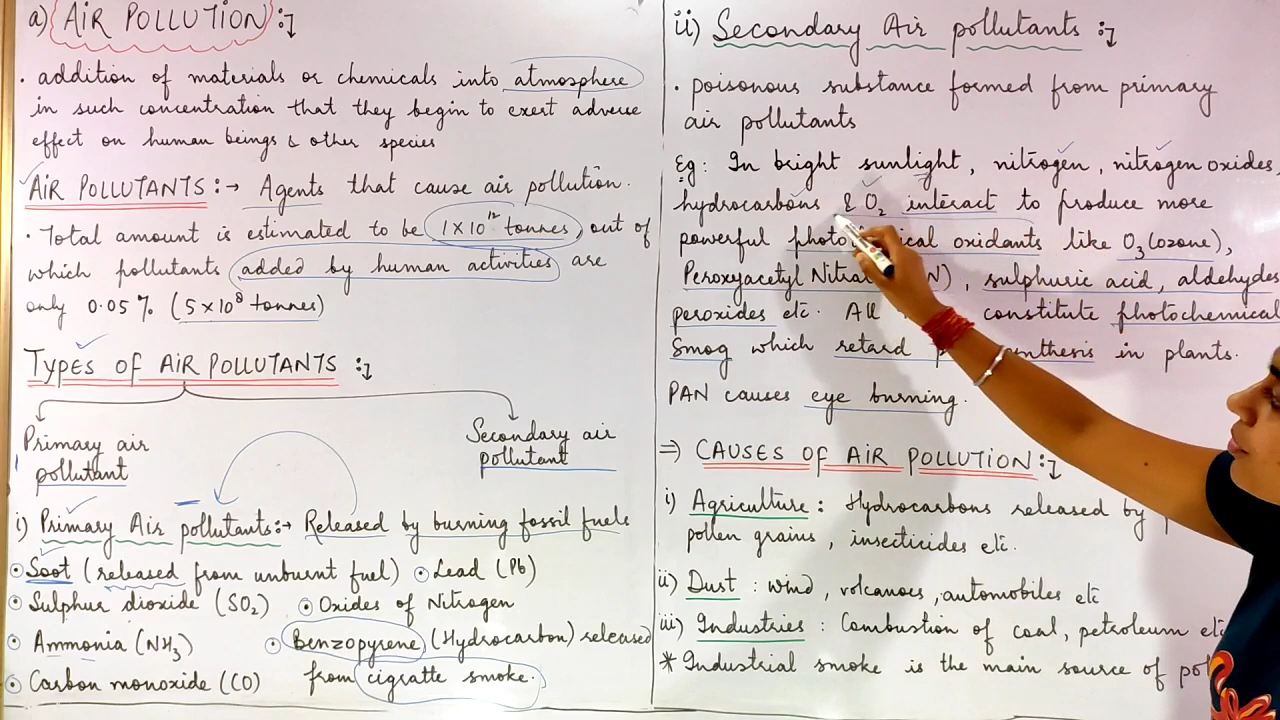 a) AIR POLLUTION :↴
· addition of materials or chemicals into atmosphere
in such concentration that they begin to exert adverse
effect on human beings & other species
AIR POLLUTANTS :→ Agents that cause air pollution.
· Total amount is estimated to be 1×10¹² tonnes, out of
which pollutants added by human activities are
only 0.05% (5×10⁸ tonnes)
TYPES OF AIR POLLUTANTS :↴
Primary air
pollutant
Secondary air
pollutant
i) Primary Air pollutants:→ Released by burning fossil fuels
⊙ Soot (released from unburnt fuel) ⊙ Lead (Pb)
⊙ Sulphur dioxide (SO₂) ⊙ Oxides of Nitrogen
⊙ Ammonia (NH₃) ⊙ Benzopyrene (Hydrocarbon) released
⊙ Carbon monoxide (CO) from cigratte smoke.
ii) Secondary Air pollutants :↴
· poisonous substance formed from primary
air pollutants
Eg: In bright sunlight, nitrogen, nitrogen oxides,
hydrocarbons & O₂ interact to produce more
powerful oxidants like O₃ (ozone),
Peroxyacetyl N), sulphuric acid, aldehydes
peroxides etc. All constitute photochemical
Smog which retard in plants.
PAN causes eye burning.
⇒ CAUSES OF AIR POLLUTION :↴
i) Agriculture : Hydrocarbons released by
pollen grains, insecticides etc.
ii) Dust : wind, volcanoes, automobiles etc
iii) Industries : Combustion of coal, petroleum etc
* Industrial smoke is the main source of